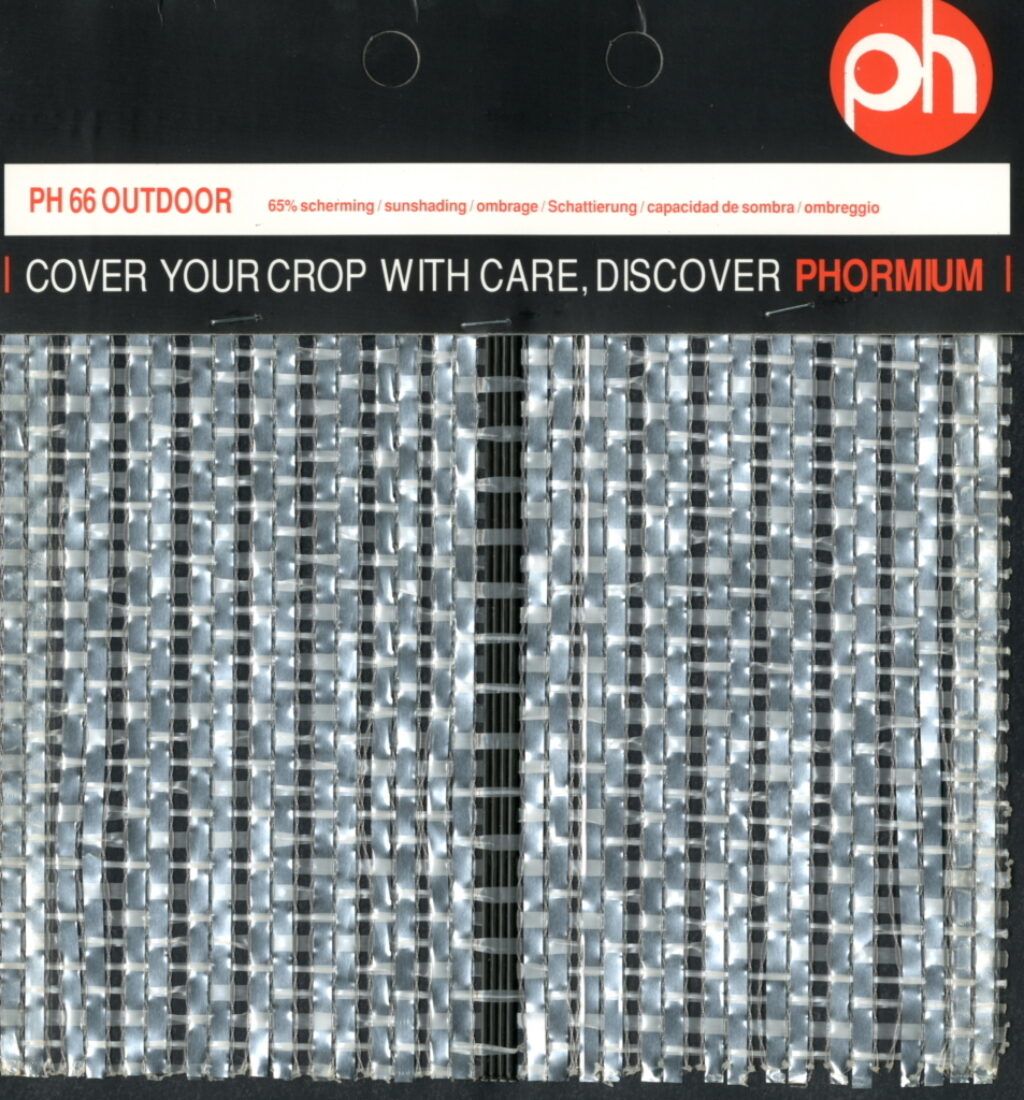 ph
PH 66 OUTDOOR 65% scherming / sunshading / ombrage / Schattierung / capacidad de sombra / ombreggio
| COVER YOUR CROP WITH CARE, DISCOVER PHORMIUM |